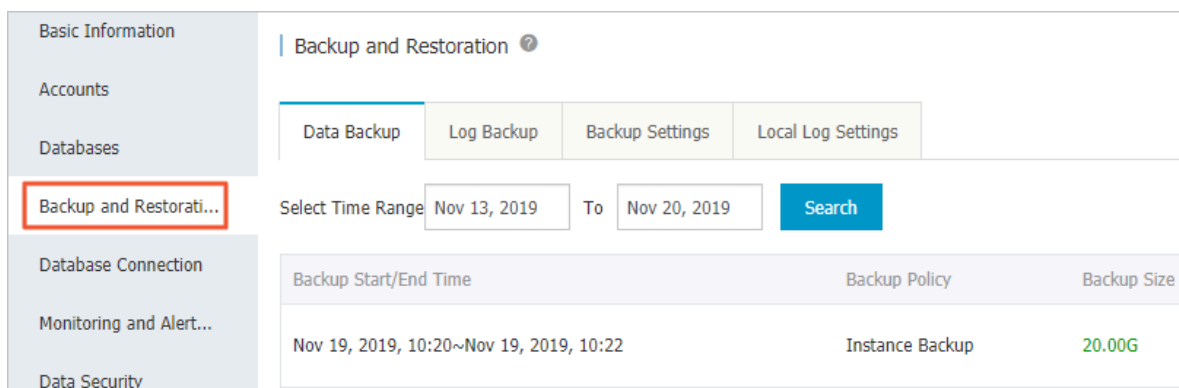 Basic Information
Accounts
Databases
Backup and Restorati...
Database Connection
Monitoring and Alert...
Data Security
Backup and Restoration ?
Data Backup Log Backup Backup Settings Local Log Settings
Select Time Range Nov 13, 2019 To Nov 20, 2019 Search
Backup Start/End Time Backup Policy Backup Size
Nov 19, 2019, 10:20~Nov 19, 2019, 10:22 Instance Backup 20.00G